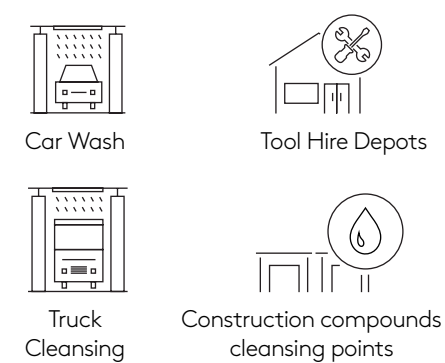 Car Wash
Tool Hire Depots
Truck
Cleansing
Construction compounds
cleansing points